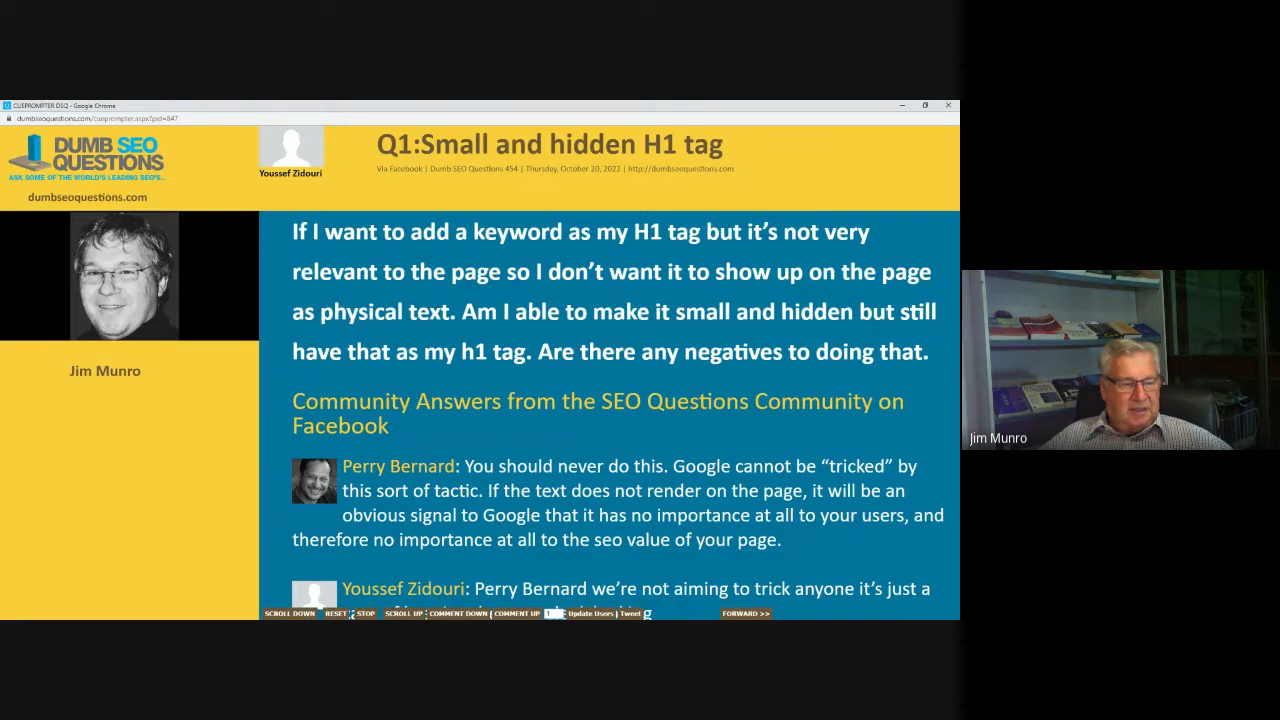 CUEPROMPTER DSQ - Google Chrome
dumbseoquestions.com/cueprompter.aspx?pid=847
DUMB SEO
QUESTIONS
ASK SOME OF THE WORLD'S LEADING SEO'S...
dumbseoquestions.com
Youssef Zidouri
Q1:Small and hidden H1 tag
Via Facebook | Dumb SEO Questions 454 | Thursday, October 20, 2022 | http://dumbseoquestions.com
Jim Munro
If I want to add a keyword as my H1 tag but it's not very
relevant to the page so I don't want it to show up on the page
as physical text. Am I able to make it small and hidden but still
have that as my h1 tag. Are there any negatives to doing that.
Community Answers from the SEO Questions Community on
Facebook
Perry Bernard: You should never do this. Google cannot be “tricked” by
this sort of tactic. If the text does not render on the page, it will be an
obvious signal to Google that it has no importance at all to your users, and
therefore no importance at all to the seo value of your page.
Youssef Zidouri: Perry Bernard we're not aiming to trick anyone it's just a
SCROLL DOWN RESET STOP SCROLL UP COMMENT DOWN COMMENT UP 1 Update Users Tweet FORWARD >>
Jim Munro